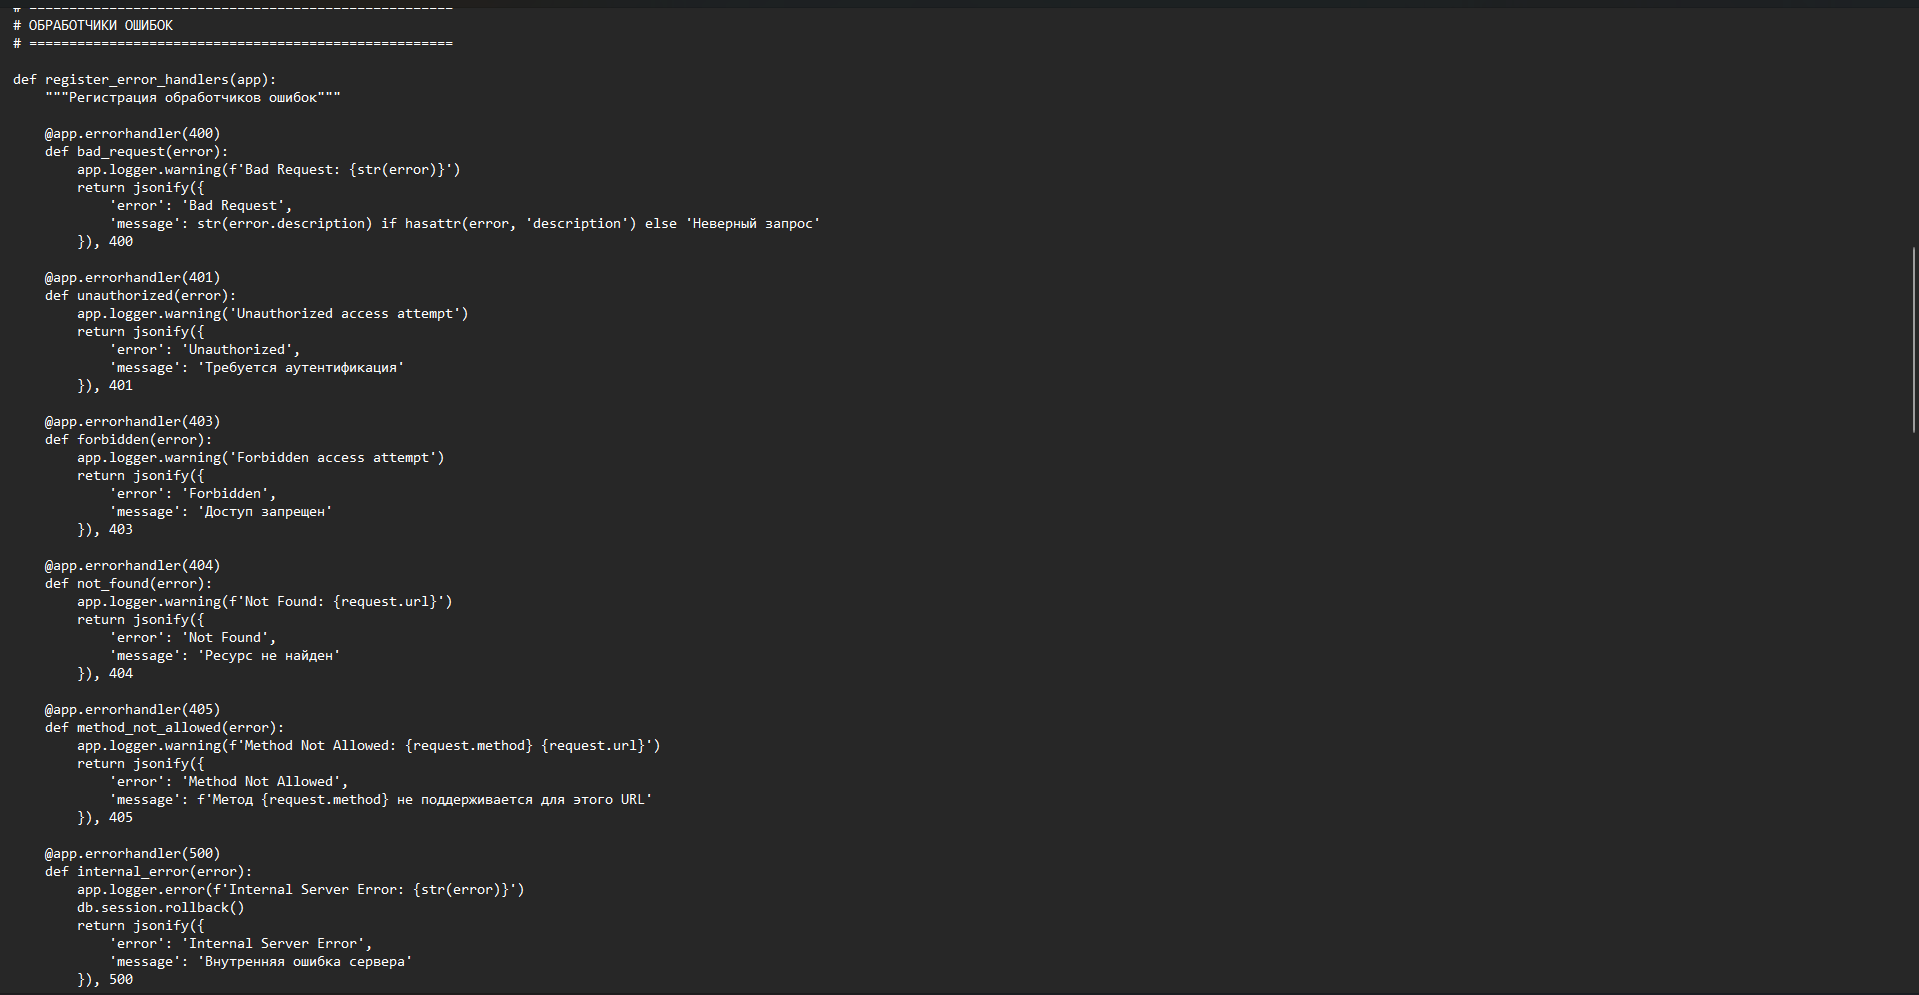 # =====================================================
# ОБРАБОТЧИКИ ОШИБОК
# =====================================================
def register_error_handlers(app):
    """Регистрация обработчиков ошибок"""
    @app.errorhandler(400)
    def bad_request(error):
        app.logger.warning(f'Bad Request: {str(error)}')
        return jsonify({
            'error': 'Bad Request',
            'message': str(error.description) if hasattr(error, 'description') else 'Неверный запрос'
        }), 400
    @app.errorhandler(401)
    def unauthorized(error):
        app.logger.warning('Unauthorized access attempt')
        return jsonify({
            'error': 'Unauthorized',
            'message': 'Требуется аутентификация'
        }), 401
    @app.errorhandler(403)
    def forbidden(error):
        app.logger.warning('Forbidden access attempt')
        return jsonify({
            'error': 'Forbidden',
            'message': 'Доступ запрещен'
        }), 403
    @app.errorhandler(404)
    def not_found(error):
        app.logger.warning(f'Not Found: {request.url}')
        return jsonify({
            'error': 'Not Found',
            'message': 'Ресурс не найден'
        }), 404
    @app.errorhandler(405)
    def method_not_allowed(error):
        app.logger.warning(f'Method Not Allowed: {request.method} {request.url}')
        return jsonify({
            'error': 'Method Not Allowed',
            'message': f'Метод {request.method} не поддерживается для этого URL'
        }), 405
    @app.errorhandler(500)
    def internal_error(error):
        app.logger.error(f'Internal Server Error: {str(error)}')
        db.session.rollback()
        return jsonify({
            'error': 'Internal Server Error',
            'message': 'Внутренняя ошибка сервера'
        }), 500